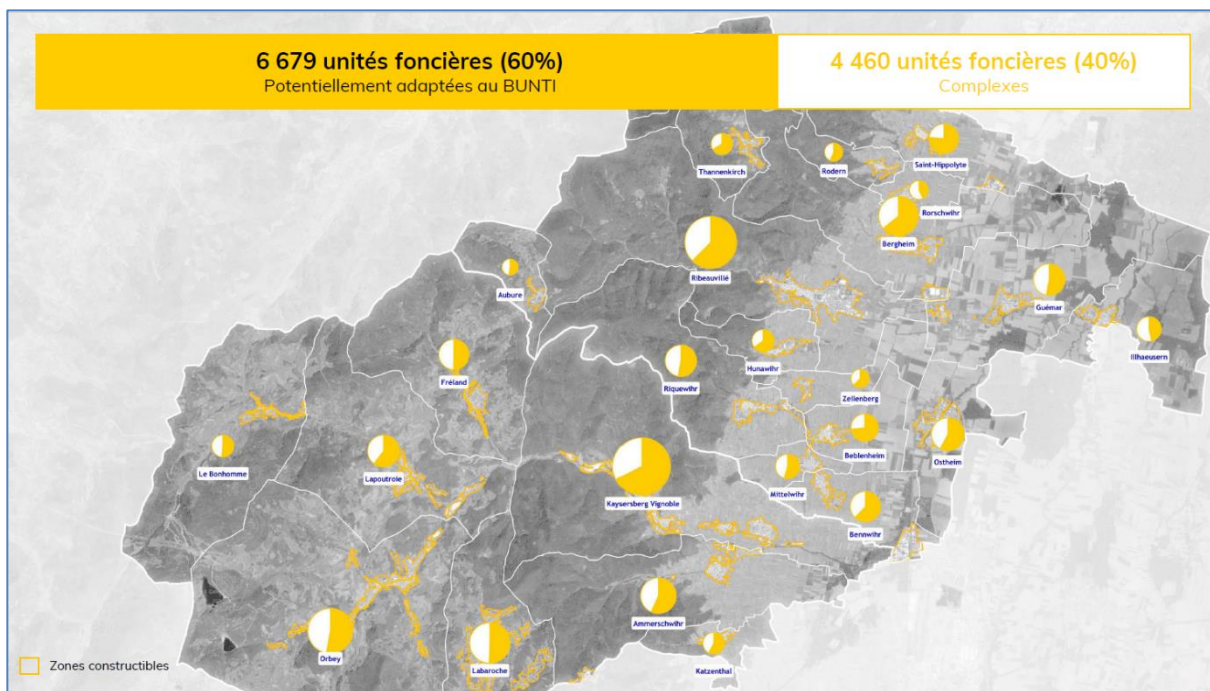 6 679 unités foncières (60%)
Potentiellement adaptées au BUNTI
4 460 unités foncières (40%)
Complexes
Thannenkirch
Rodern
Saint-Hippolyte
Rorschwihr
Bergheim
Ribeauvillé
Aubure
Guémar
Illhaeusern
Hunawihr
Fréland
Riquewihr
Zellenberg
Beblenheim
Ostheim
Le Bonhomme
Lapoutroie
Mittelwihr
Kaysersberg Vignoble
Bennwihr
Ammerschwihr
Orbey
Labaroche
Katzenthal
Zones constructibles